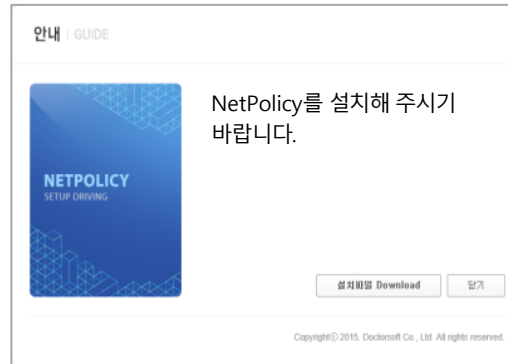 안내 | GUIDE
NetPolicy를 설치해 주시기
바랍니다.
NETPOLICY
SETUP DRIVING
설치파일 Download
닫기
Copyrightⓒ 2015. Doctorsoft Co., Ltd. All rights reserved.